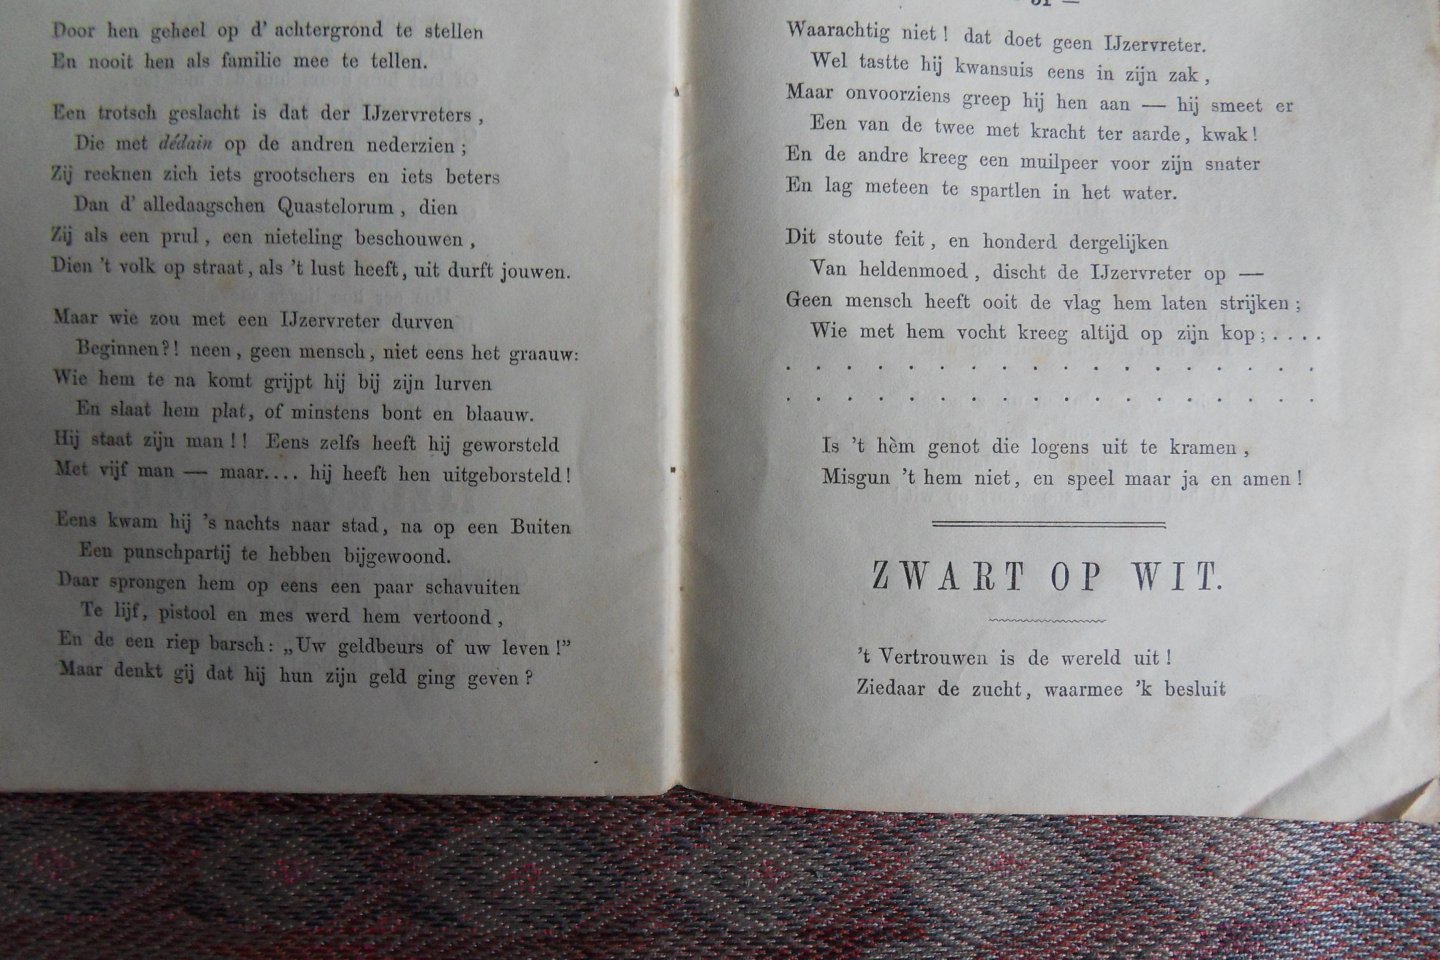 Door hen geheel op d' achtergrond te stellen
En nooit hen als familie mee te tellen.
Een trotsch geslacht is dat der IJzervreters,
Die met dédain op de andren nederzien;
Zij reeknen zich iets grootschers en iets beters
Dan d' alledaagschen Quastelorum, dien
Zij als een prul, een nieteling beschouwen,
Dien 't volk op straat, als 't lust heeft, uit durft jouwen.
Maar wie zou met een IJzervreter durven
Beginnen?! neen, geen mensch, niet eens het graauw:
Wie hem te na komt grijpt hij bij zijn lurven
En slaat hem plat, of minstens bont en blaauw.
Hij staat zijn man!! Eens zelfs heeft hij geworsteld
Met vijf man — maar.... hij heeft hen uitgeborsteld!
Eens kwam hij 's nachts naar stad, na op een Buiten
Een punschpartij te hebben bijgewoond.
Daar sprongen hem op eens een paar schavuiten
Te lijf, pistool en mes werd hem vertoond,
En de een riep barsch: „Uw geldbeurs of uw leven!”
Maar denkt gij dat hij hun zijn geld ging geven?
Waarachtig niet! dat doet geen IJzervreter.
Wel tastte hij kwansuis eens in zijn zak,
Maar onvoorziens greep hij hen aan — hij smeet er
Een van de twee met kracht ter aarde, kwak!
En de andre kreeg een muilpeer voor zijn snater
En lag meteen te spartlen in het water.
Dit stoute feit, en honderd dergelijken
Van heldenmoed, discht de IJzervreter op —
Geen mensch heeft ooit de vlag hem laten strijken;
Wie met hem vocht kreeg altijd op zijn kop;....
. . . . . . . . . . . . . . . . . .
. . . . . . . . . . . . . . . . . .
Is 't hèm genot die logens uit te kramen,
Misgun 't hem niet, en speel maar ja en amen!
ZWART OP WIT.
't Vertrouwen is de wereld uit!
Ziedaar de zucht, waarmee 'k besluit